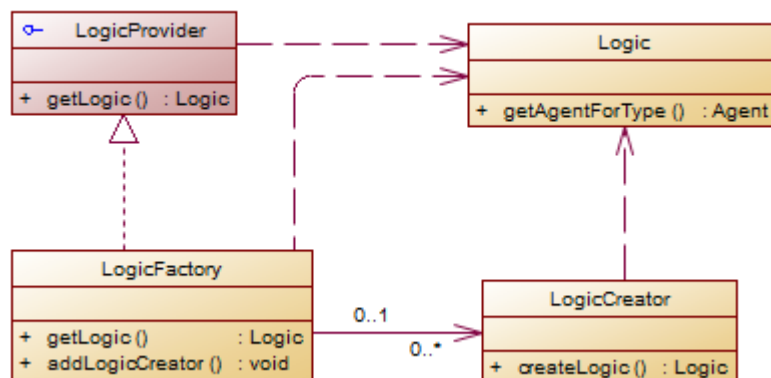 LogicProvider
+ getLogic () : Logic
Logic
+ getAgentForType () : Agent
LogicFactory
+ getLogic () : Logic
+ addLogicCreator () : void
0..1
0..*
LogicCreator
+ createLogic () : Logic